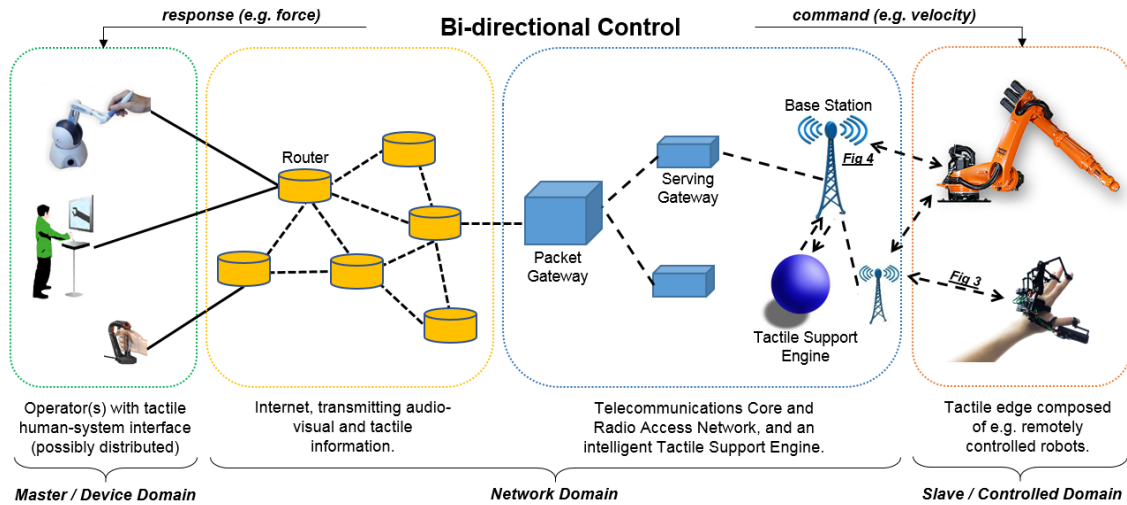 response (e.g. force)
Bi-directional Control
command (e.g. velocity)
Router
Packet
Gateway
Serving
Gateway
Base Station
Fig 4
Fig 3
Tactile Support
Engine
Operator(s) with tactile
human-system interface
(possibly distributed)
Internet, transmitting audio-
visual and tactile
information.
Telecommunications Core and
Radio Access Network, and an
intelligent Tactile Support Engine.
Tactile edge composed
of e.g. remotely
controlled robots.
Master / Device Domain
Network Domain
Slave / Controlled Domain